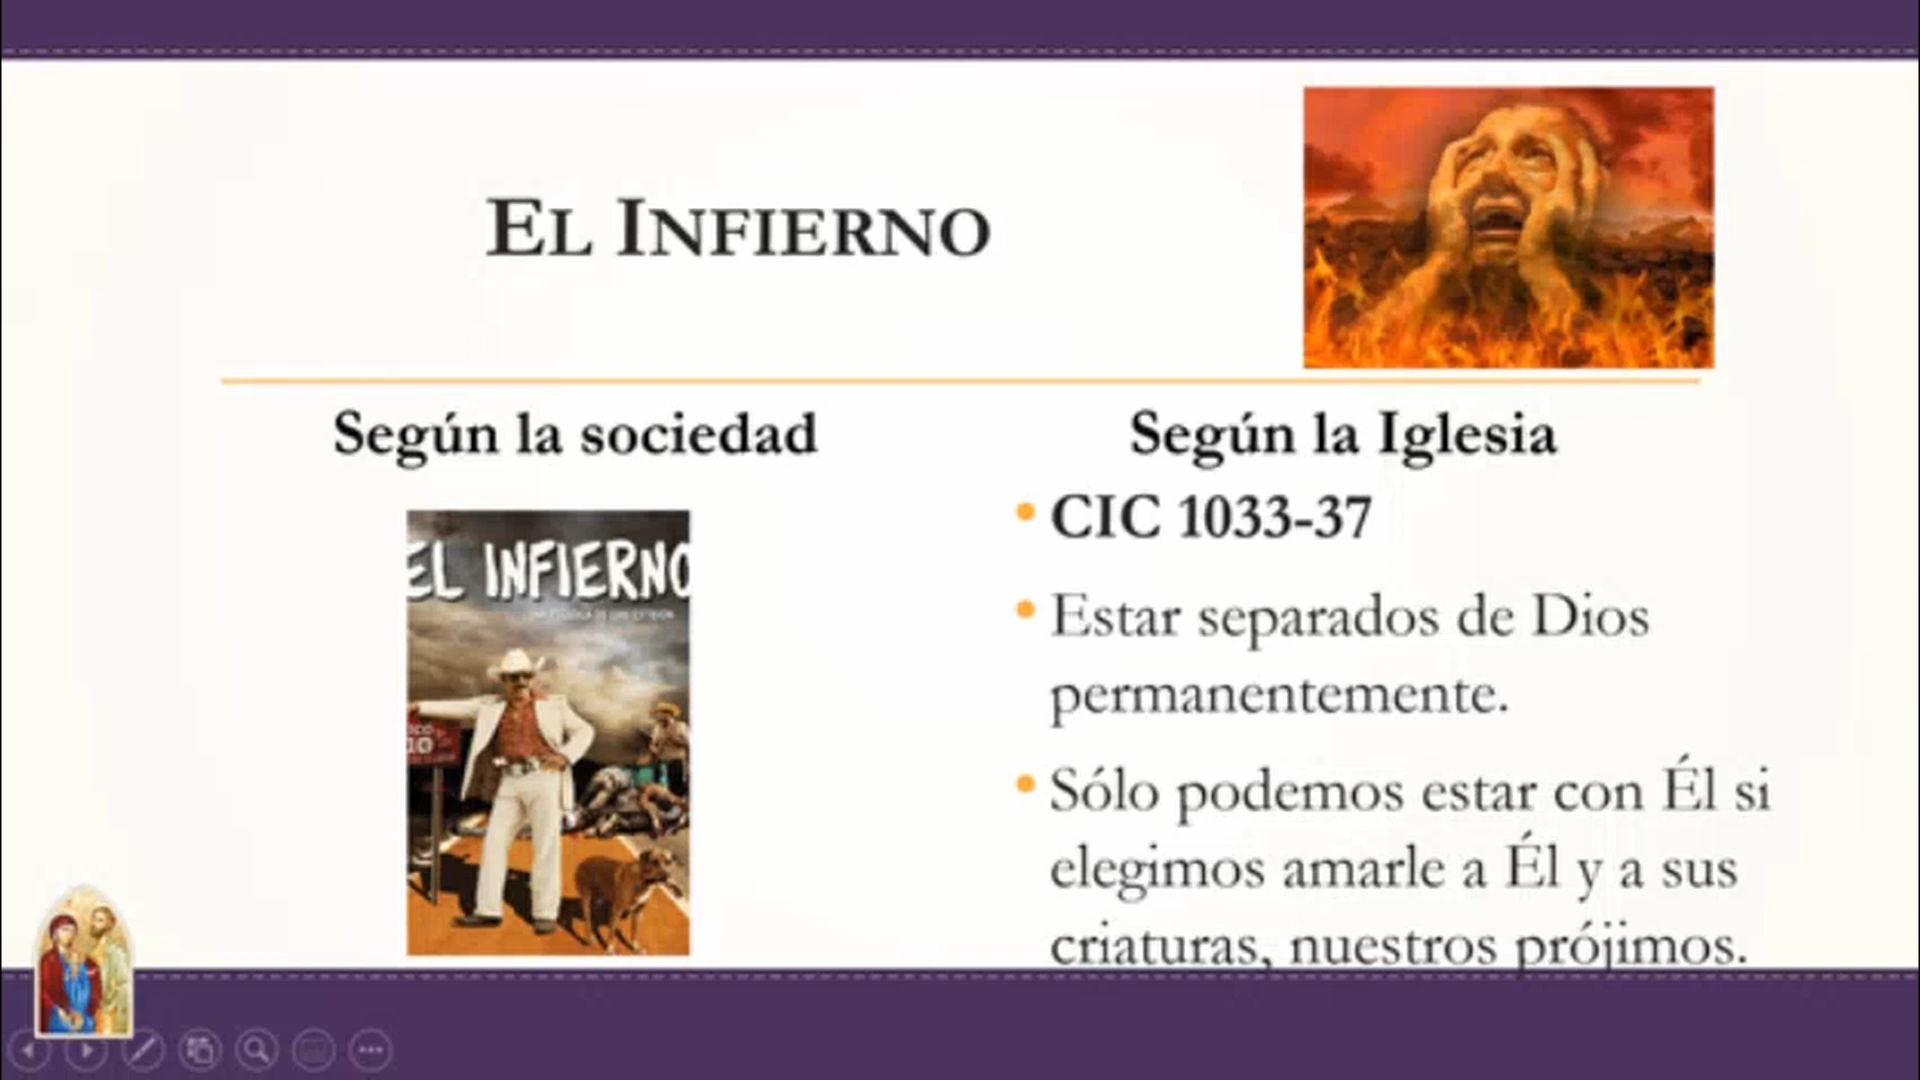 EL INFIERNO
Según la sociedad
EL INFIERNO
10
Según la Iglesia
• CIC 1033-37
• Estar separados de Dios
permanentemente.
• Sólo podemos estar con Él si
elegimos amarle a Él y a sus
criaturas, nuestros prójimos.